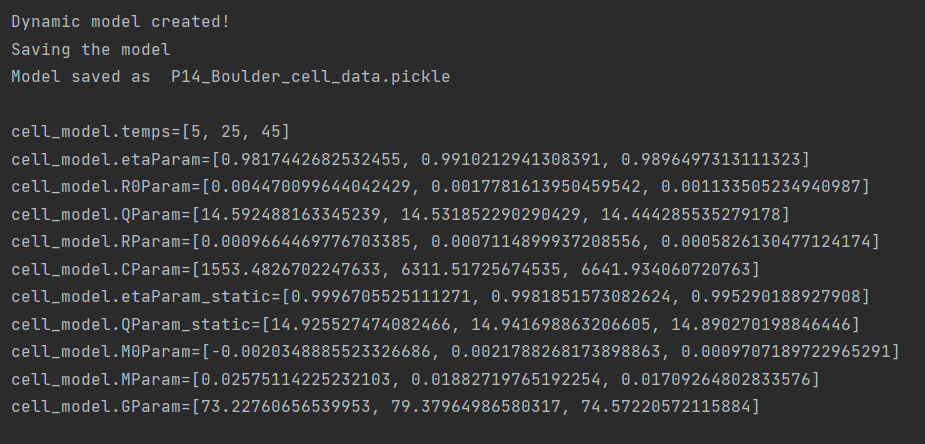 Dynamic model created!
Saving the model
Model saved as  P14_Boulder_cell_data.pickle
cell_model.temps=[5, 25, 45]
cell_model.etaParam=[0.9817442682532455, 0.9910212941308391, 0.9896497313111323]
cell_model.R0Param=[0.004470099644042429, 0.0017781613950459542, 0.001133505234940987]
cell_model.QParam=[14.592488163345239, 14.531852290290429, 14.444285535279178]
cell_model.RParam=[0.0009664469776703385, 0.0007114899937208556, 0.0005826130477124174]
cell_model.CParam=[1553.4826702247633, 6311.51725674535, 6641.934060720763]
cell_model.etaParam_static=[0.9996705525111271, 0.9981851573082624, 0.995290188927908]
cell_model.QParam_static=[14.925527474082466, 14.941698863206605, 14.890270198846446]
cell_model.M0Param=[-0.0020348885523326686, 0.0021788268173898863, 0.0009707189722965291]
cell_model.MParam=[0.02575114225232103, 0.01882719765192254, 0.01709264802833576]
cell_model.GParam=[73.22760656539953, 79.37964986580317, 74.57220572115884]